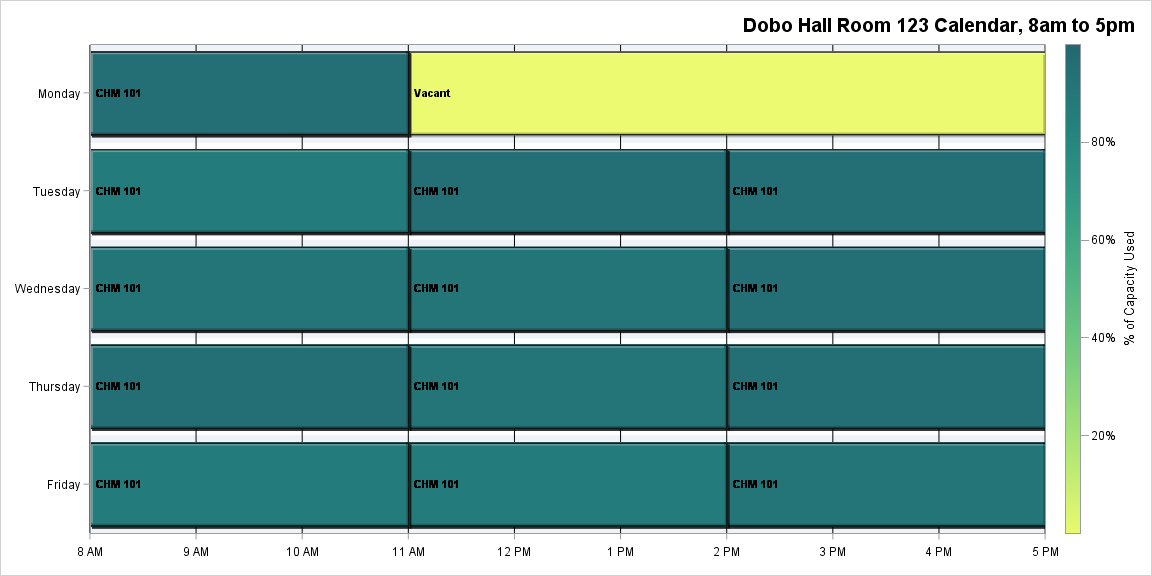 Dobo Hall Room 123 Calendar, 8am to 5pm
Monday
CHM 101
Vacant
Tuesday
CHM 101
CHM 101
CHM 101
Wednesday
CHM 101
CHM 101
CHM 101
Thursday
CHM 101
CHM 101
CHM 101
Friday
CHM 101
CHM 101
CHM 101
8 AM
9 AM
10 AM
11 AM
12 PM
1 PM
2 PM
3 PM
4 PM
5 PM
80%
60%
40%
20%
% of Capacity Used